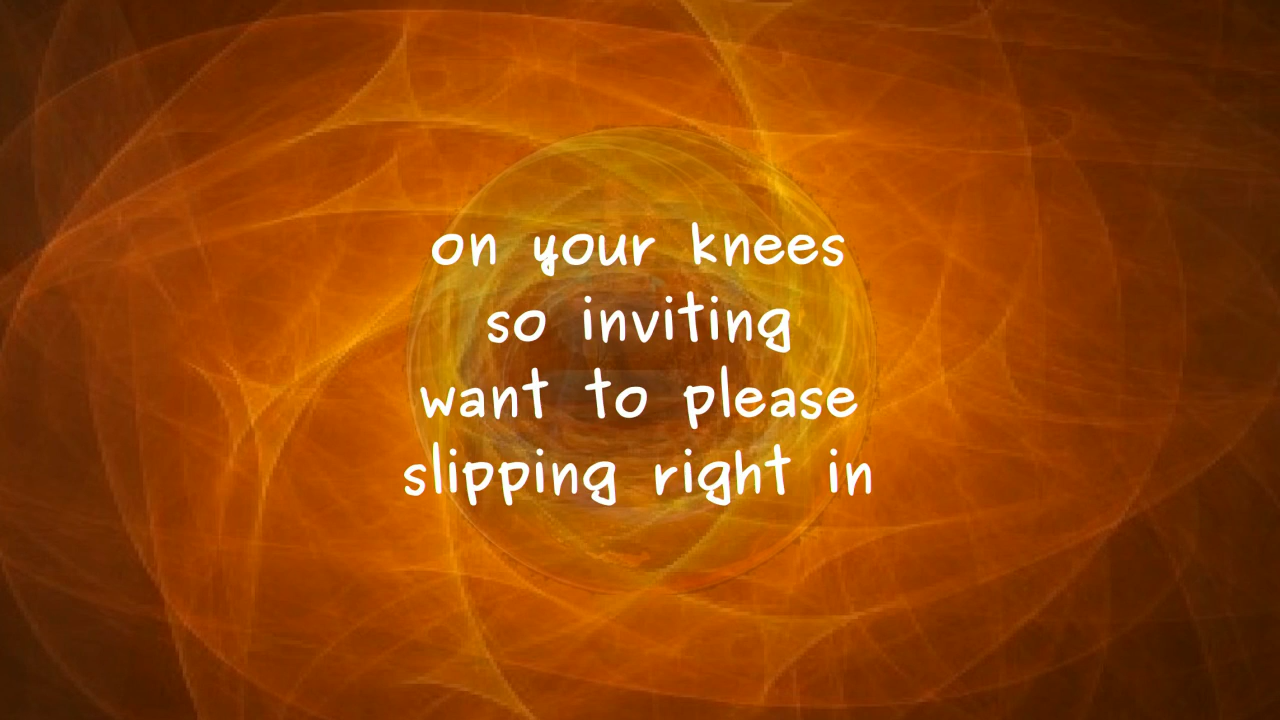 on your knees
so inviting
want to please
slipping right in